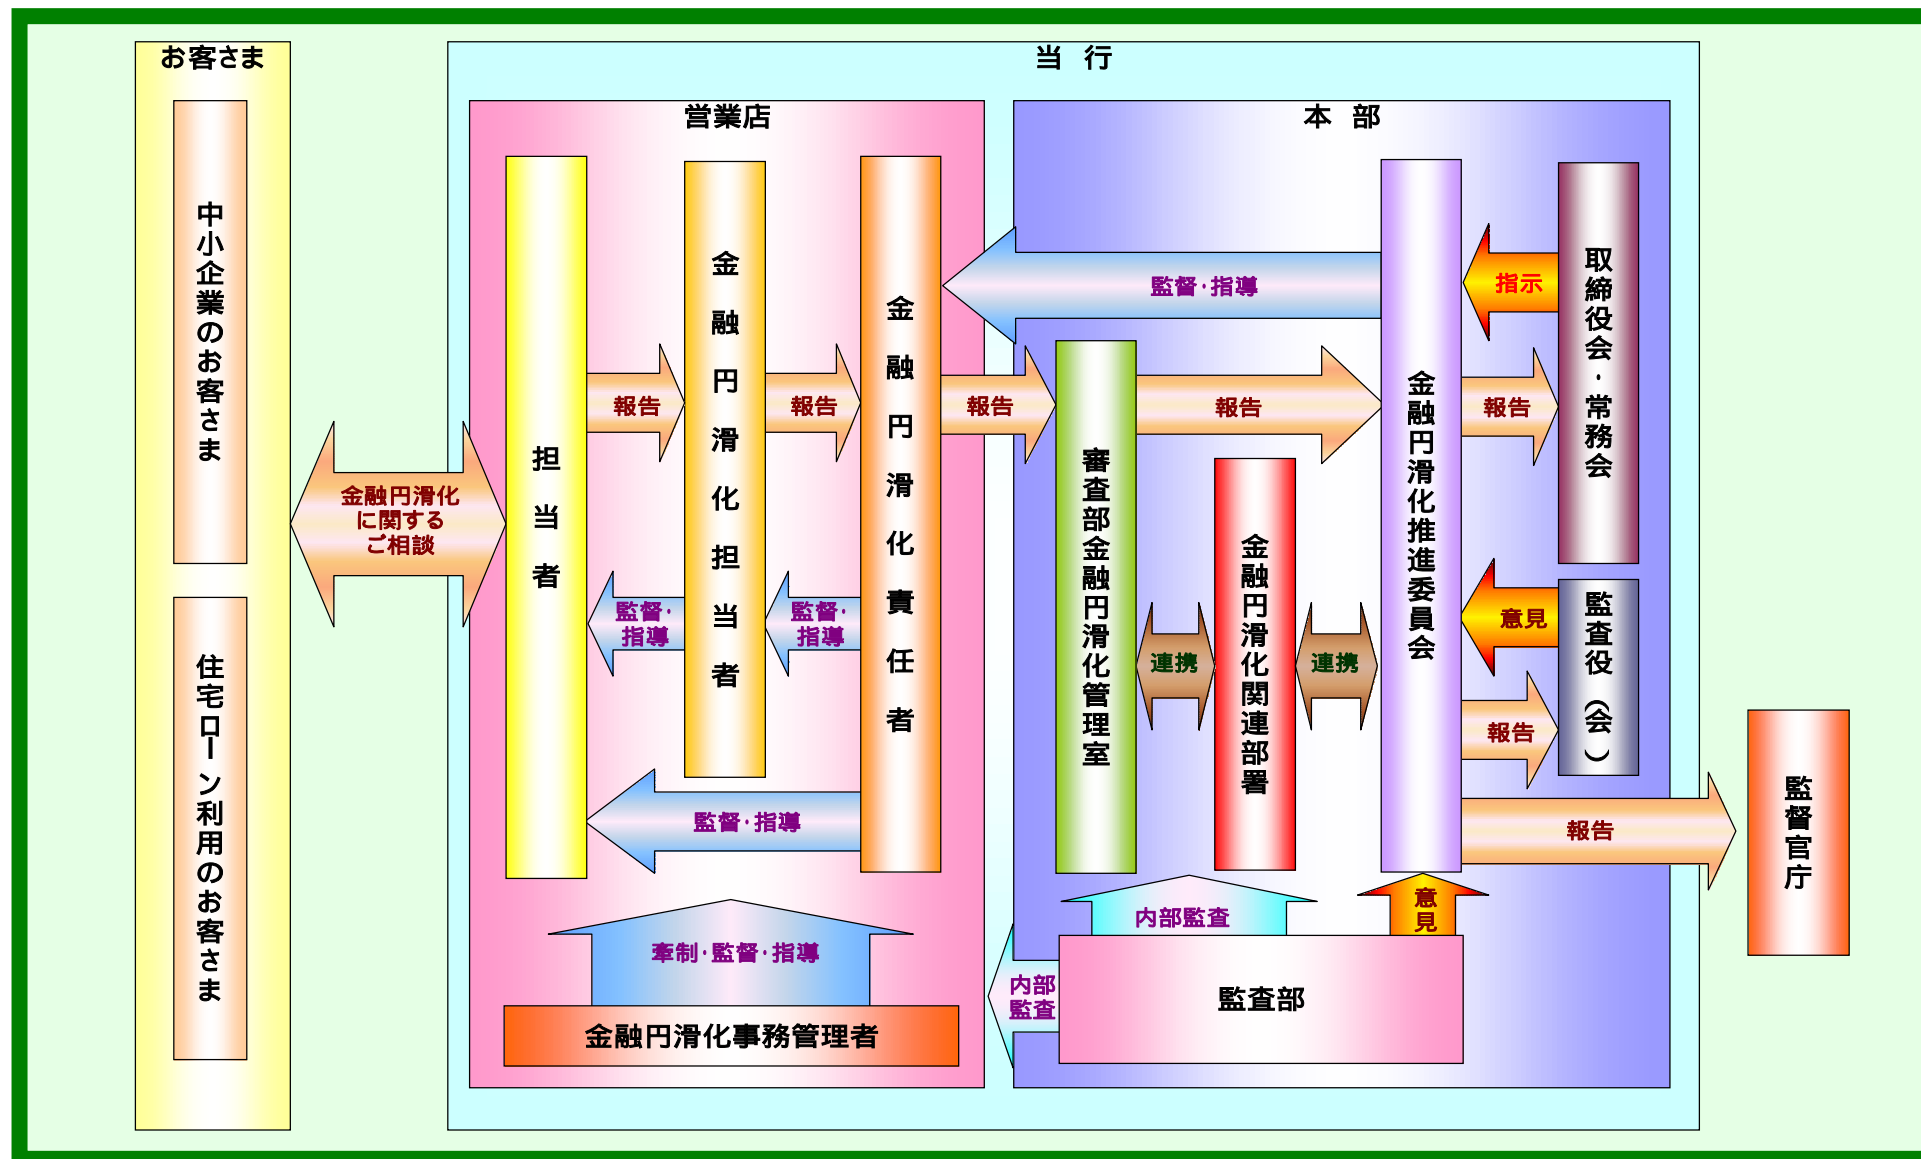 お客さま
中小企業のお客さま
住宅ローン利用のお客さま
金融円滑化
に関する
ご相談
当 行
営業店
担当者
報告
金融円滑化担当者
報告
金融円滑化責任者
報告
監督・
指導
監督・
指導
監督・指導
牽制・監督・指導
金融円滑化事務管理者
本 部
監督・指導
指示
取締役会・常務会
審査部金融円滑化管理室
報告
金融円滑化推進委員会
報告
金融円滑化関連部署
連携
連携
意見
監査役(会)
報告
報告
監督官庁
内部監査
意
見
内部
監査
監査部